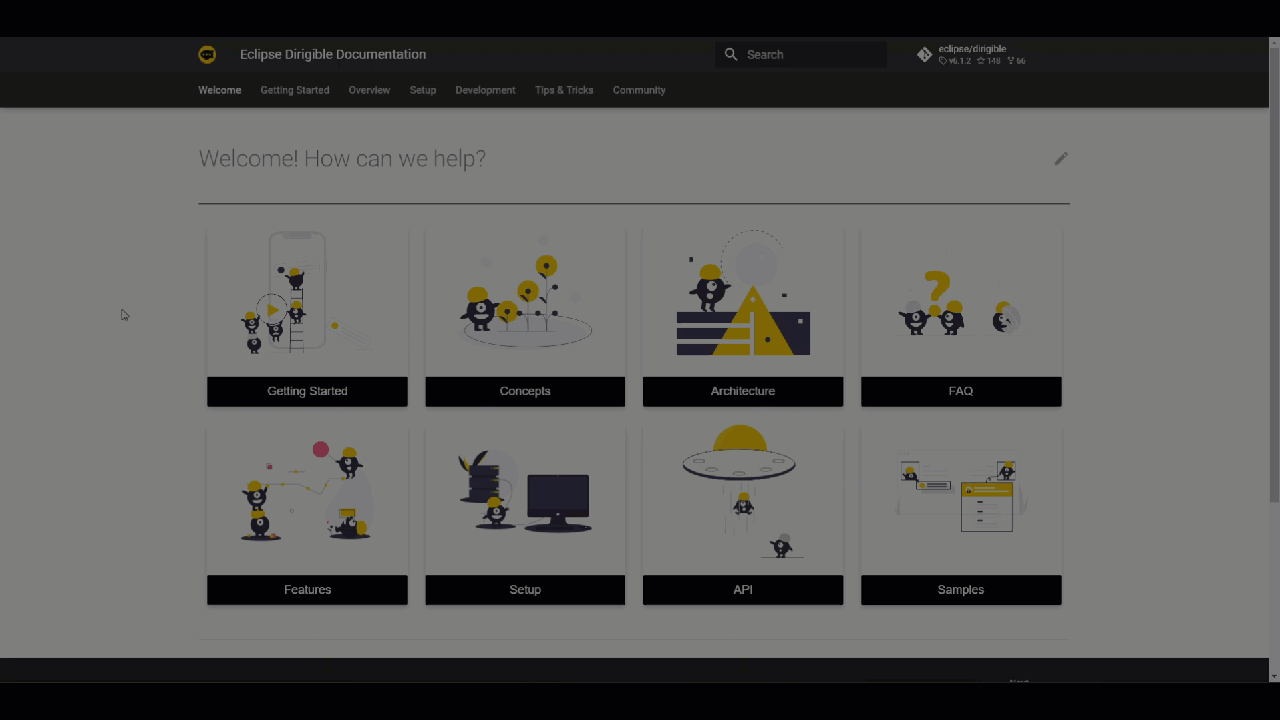 Eclipse Dirigible Documentation
Search
eclipse/dirigible
v6.1.2 148 66
Welcome Getting Started Overview Setup Development Tips & Tricks Community
Welcome! How can we help?
?
Getting Started Concepts Architecture FAQ
Features Setup API Samples